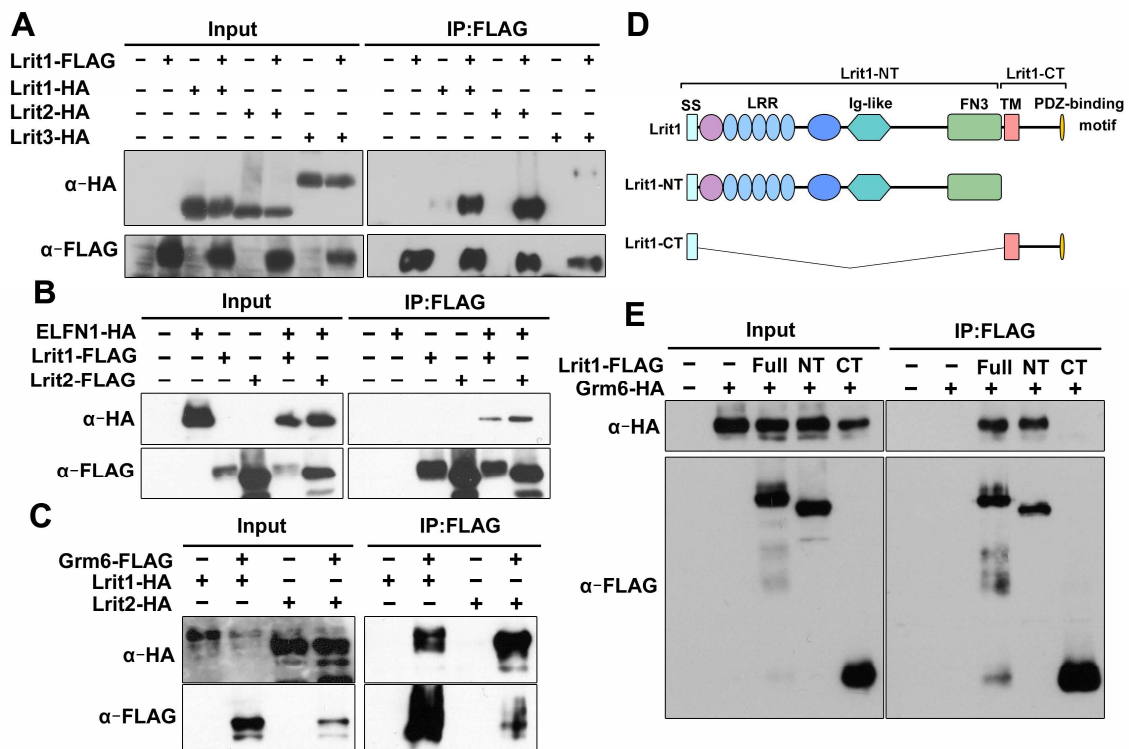 A
Input IP:FLAG
Lrit1-FLAG – + – + – + – + – + – + – + – +
Lrit1-HA – – + + – – – – – – + + – – – –
Lrit2-HA – – – – + + – – – – – – + + – –
Lrit3-HA – – – – – – + + – – – – – – + +
α-HA
α-FLAG
B
Input IP:FLAG
ELFN1-HA – + – – + + – + – – + +
Lrit1-FLAG – – + – + – – – + – + –
Lrit2-FLAG – – – + – + – – – + – +
α-HA
α-FLAG
C
Input IP:FLAG
Grm6-FLAG – + – + – + – +
Lrit1-HA + + – – + + – –
Lrit2-HA – – + + – – + +
α-HA
α-FLAG
D
Lrit1-NT Lrit1-CT
SS LRR Ig-like FN3 TM PDZ-binding
motif
Lrit1
Lrit1-NT
Lrit1-CT
E
Input IP:FLAG
Lrit1-FLAG – – Full NT CT – – Full NT CT
Grm6-HA – + + + + – + + + +
α-HA
α-FLAG